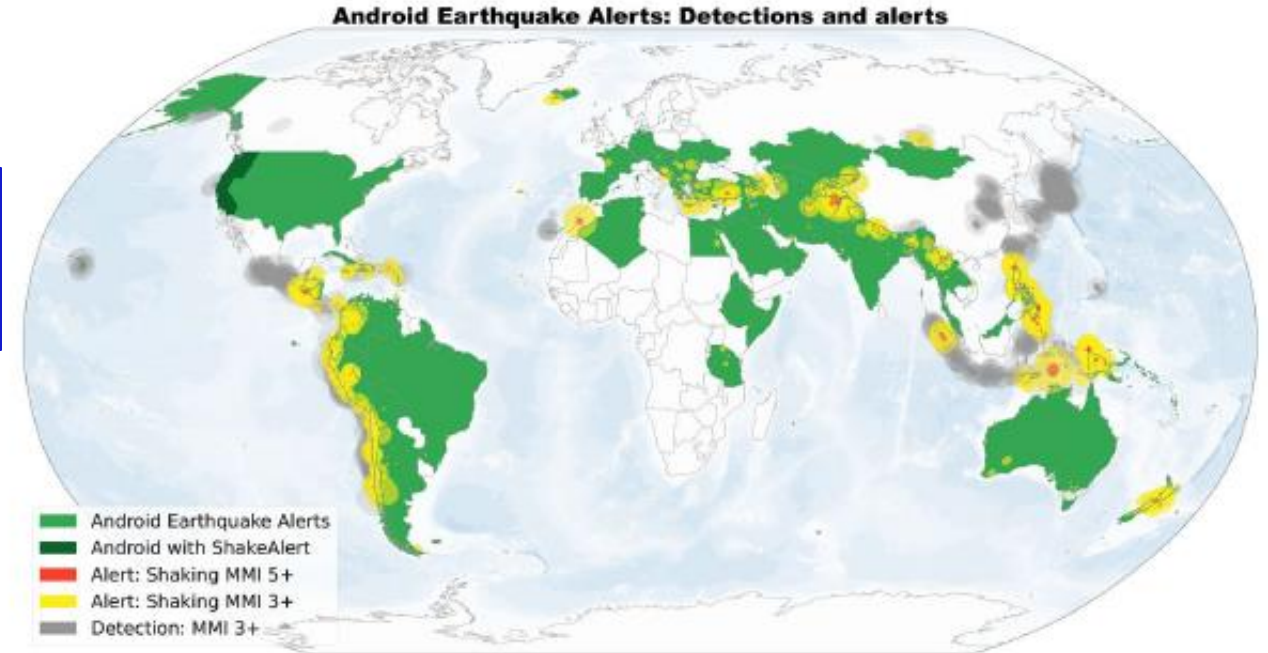 Android Earthquake Alerts: Detections and alerts
Android Earthquake Alerts
Android with ShakeAlert
Alert: Shaking MMI 5+
Alert: Shaking MMI 3+
Detection: MMI 3+